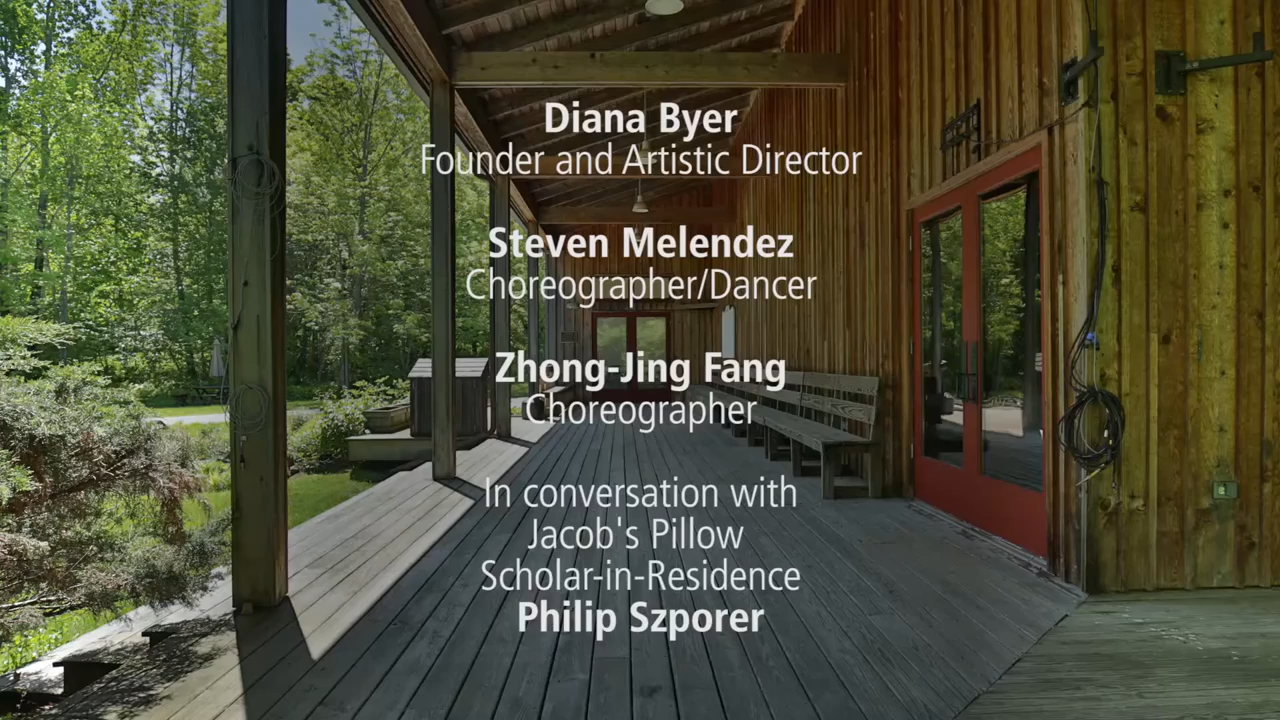 Diana Byer
Founder and Artistic Director
Steven Melendez
Choreographer/Dancer
Zhong-Jing Fang
Choreographer
In conversation with
Jacob's Pillow
Scholar-in-Residence
Philip Szporer